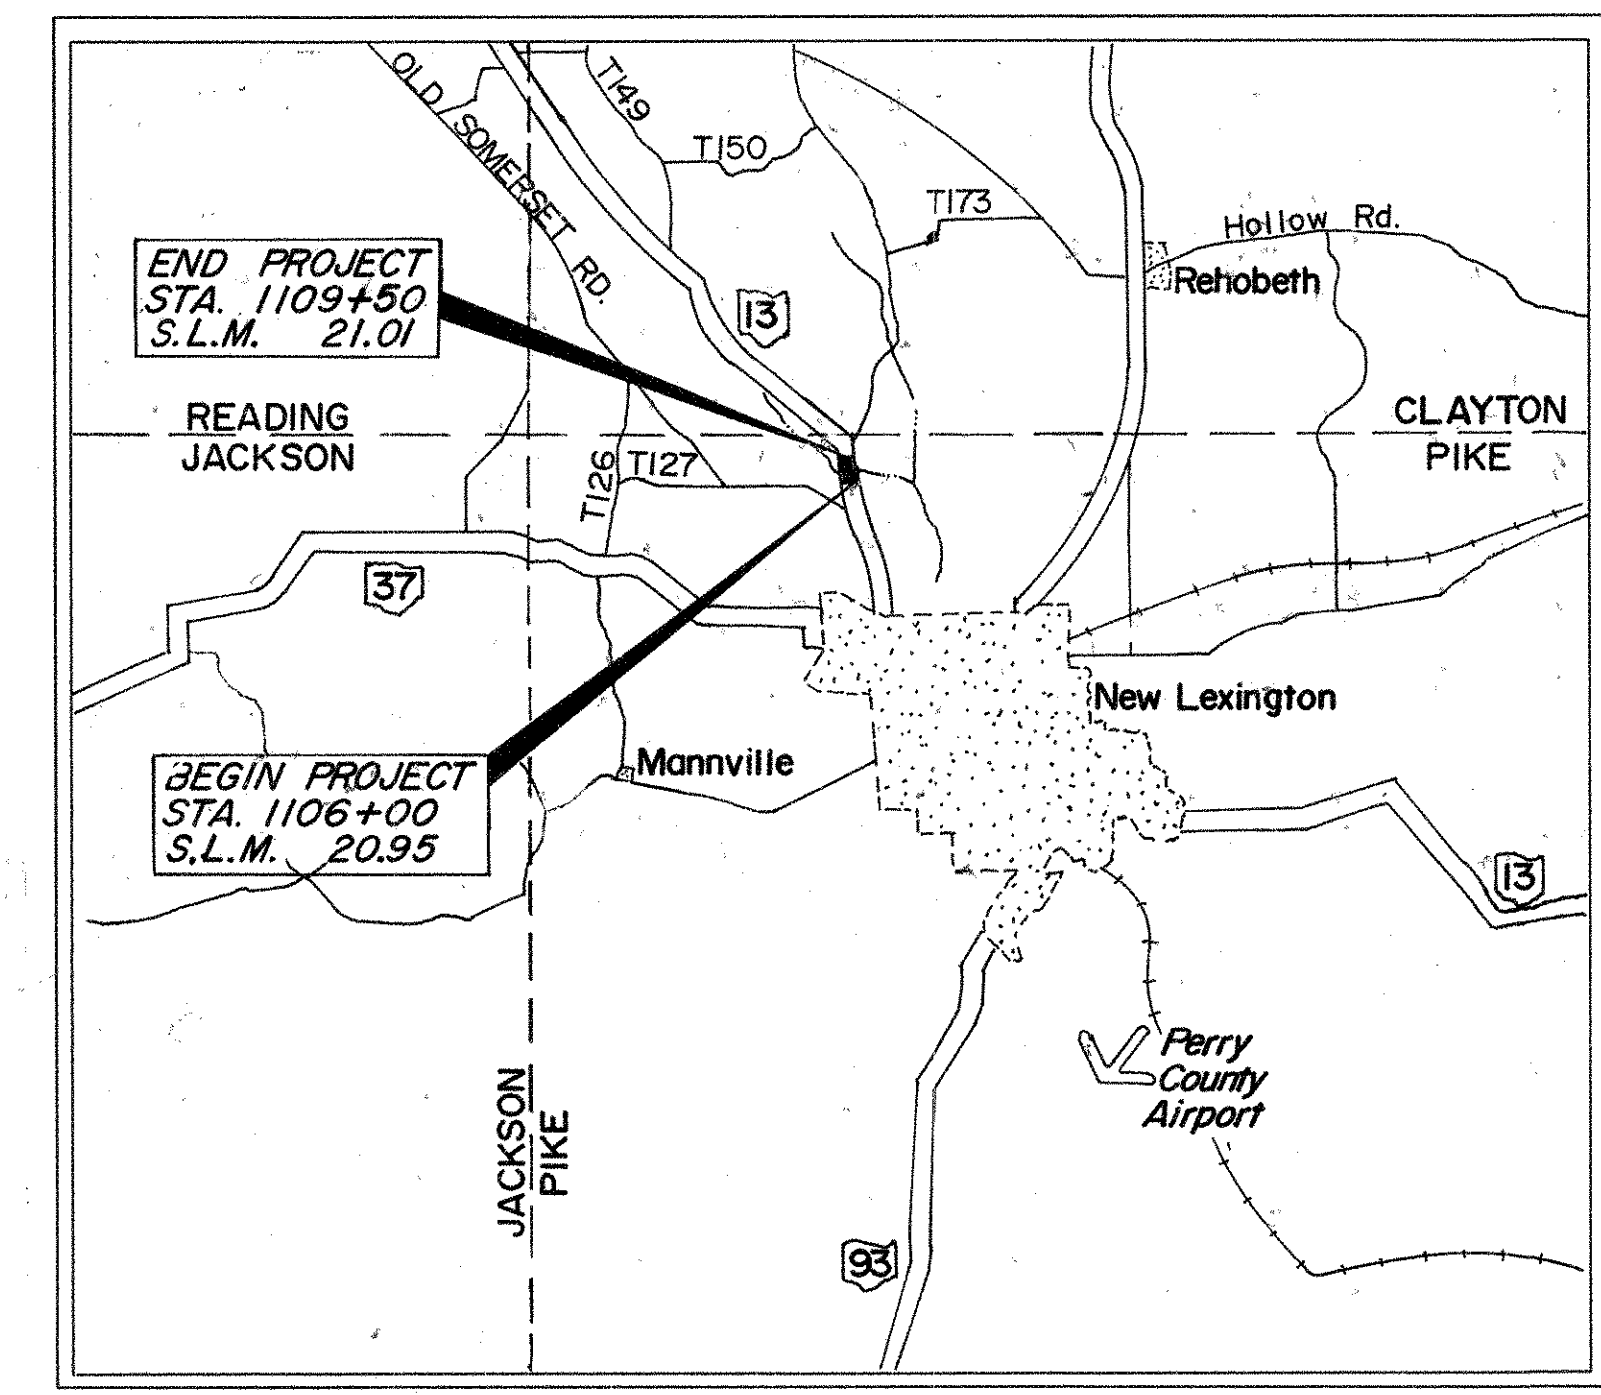 OLD SOMERSET RD.
T149
T150
T173
Hollow Rd.
Rehobeth
END PROJECT
STA. 1109+50
S.L.M. 21.01
13
READING
JACKSON
CLAYTON
PIKE
T126
T127
37
New Lexington
Mannville
BEGIN PROJECT
STA. 1106+00
S.L.M. 20.95
13
Perry
County
Airport
JACKSON
PIKE
93